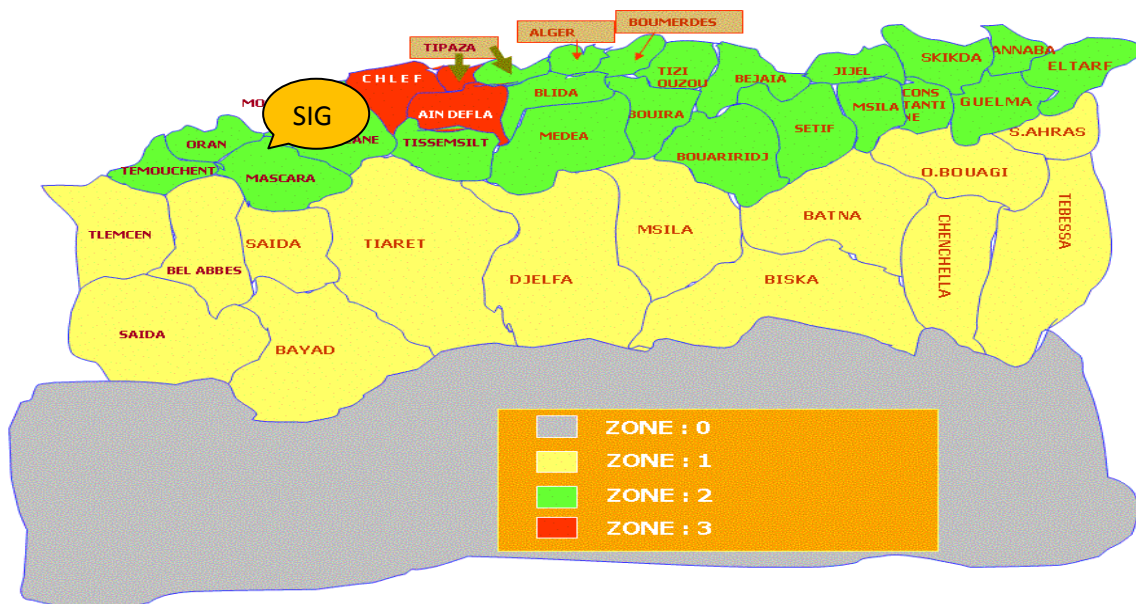 BOUMERDES
ALGER
TIPAZA
SKIKDA
ANNABA
ELTARF
CHLEF
TIZI
OUZOU
BEJAIA
JIJEL
MO
SIG
AIN DEFLA
BLIDA
MSILA
CONS
TANTI
NE
GUELMA
ORAN
ANE
TISSEMSILT
MEDEA
BOUIRA
SETIF
S.AHRAS
TEMOUCHENT
MASCARA
BOUARIRIDJ
O.BOUAGI
TLEMCEN
BEL ABBES
SAIDA
TIARET
DJELFA
MSILA
BATNA
BISKA
CHENCHELLA
TEBESSA
SAIDA
BAYAD
ZONE : 0
ZONE : 1
ZONE : 2
ZONE : 3